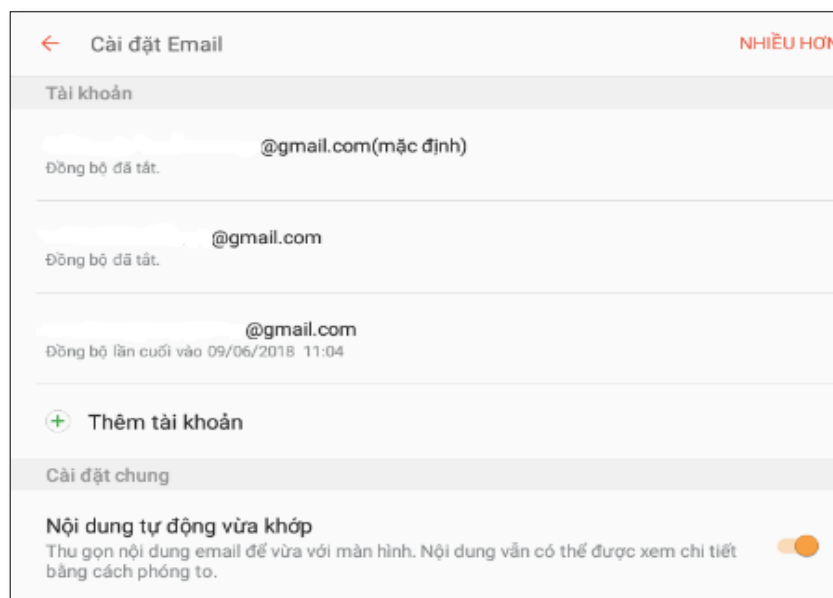 Cài đặt Email
NHIỀU HƠN
Tài khoản
@gmail.com(mặc định)
Đồng bộ đã tắt.
@gmail.com
Đồng bộ đã tắt.
@gmail.com
Đồng bộ lần cuối vào 09/06/2018 11:04
Thêm tài khoản
Cài đặt chung
Nội dung tự động vừa khớp
Thu gọn nội dung email để vừa với màn hình. Nội dung vẫn có thể được xem chi tiết
bằng cách phóng to.